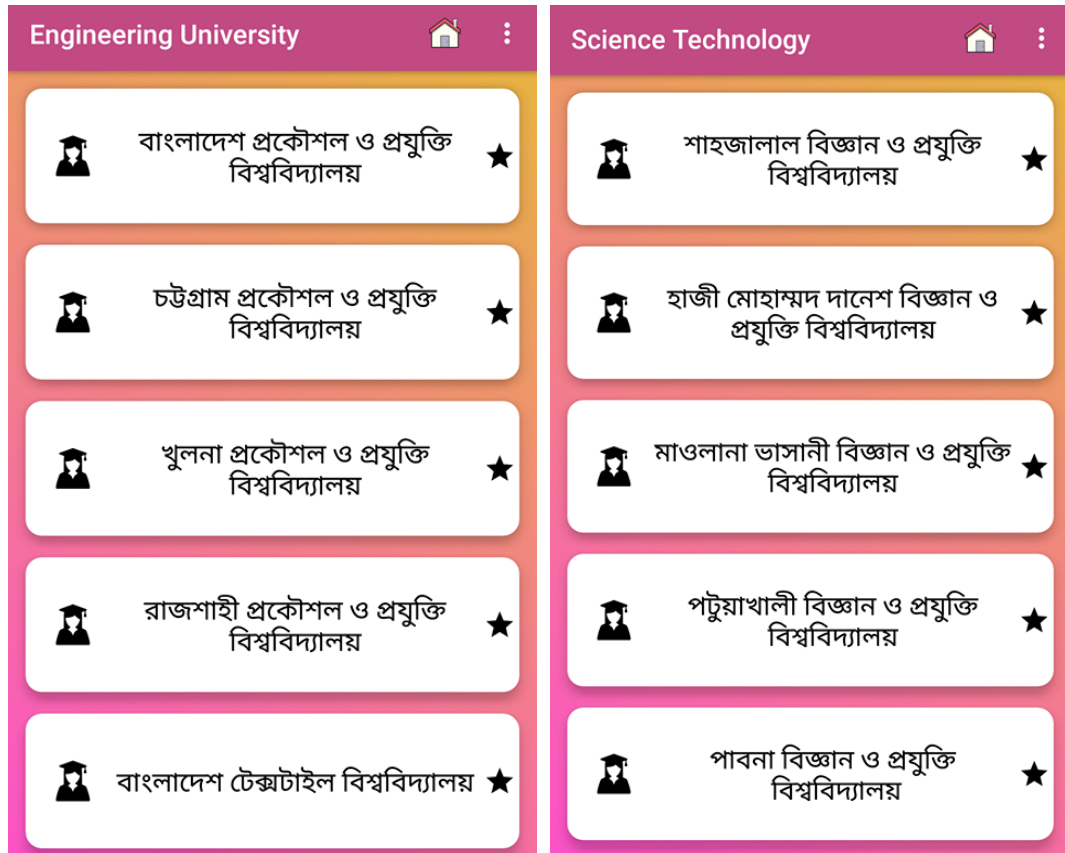 Engineering University
বাংলাদেশ প্রকৌশল ও প্রযুক্তি
বিশ্ববিদ্যালয়
চট্টগ্রাম প্রকৌশল ও প্রযুক্তি
বিশ্ববিদ্যালয়
খুলনা প্রকৌশল ও প্রযুক্তি
বিশ্ববিদ্যালয়
রাজশাহী প্রকৌশল ও প্রযুক্তি
বিশ্ববিদ্যালয়
বাংলাদেশ টেক্সটাইল বিশ্ববিদ্যালয়
Science Technology
শাহজালাল বিজ্ঞান ও প্রযুক্তি
বিশ্ববিদ্যালয়
হাজী মোহাম্মদ দানেশ বিজ্ঞান ও
প্রযুক্তি বিশ্ববিদ্যালয়
মাওলানা ভাসানী বিজ্ঞান ও প্রযুক্তি
বিশ্ববিদ্যালয়
পটুয়াখালী বিজ্ঞান ও প্রযুক্তি
বিশ্ববিদ্যালয়
পাবনা বিজ্ঞান ও প্রযুক্তি
বিশ্ববিদ্যালয়